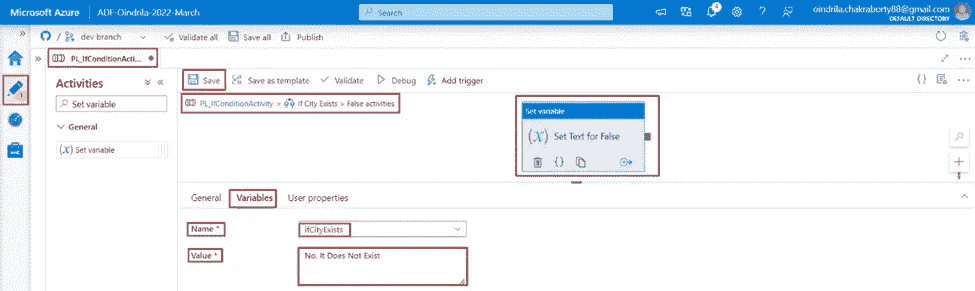 Microsoft Azure
ADF-Oindrila-2022-March
Search
4
oindrila.chakraborty88@gmail.com
DEFAULT DIRECTORY
dev branch
Validate all
Save all
Publish
PL_IfConditionActi...
Activities
Set variable
General
(x) Set variable
Save
Save as template
Validate
Debug
Add trigger
PL_IfConditionActivity > If City Exists > False activities
Set variable
(x) Set Text for False
General
Variables
User properties
Name *
ifCityExists
Value *
No. It Does Not Exist